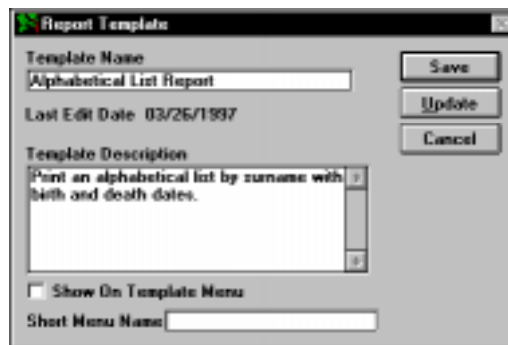 Report Template
Template Name
Alphabetical List Report
Save
Last Edit Date 03/26/1997
Update
Cancel
Template Description
Print an alphabetical list by surname with
birth and death dates.
Show On Template Menu
Short Menu Name